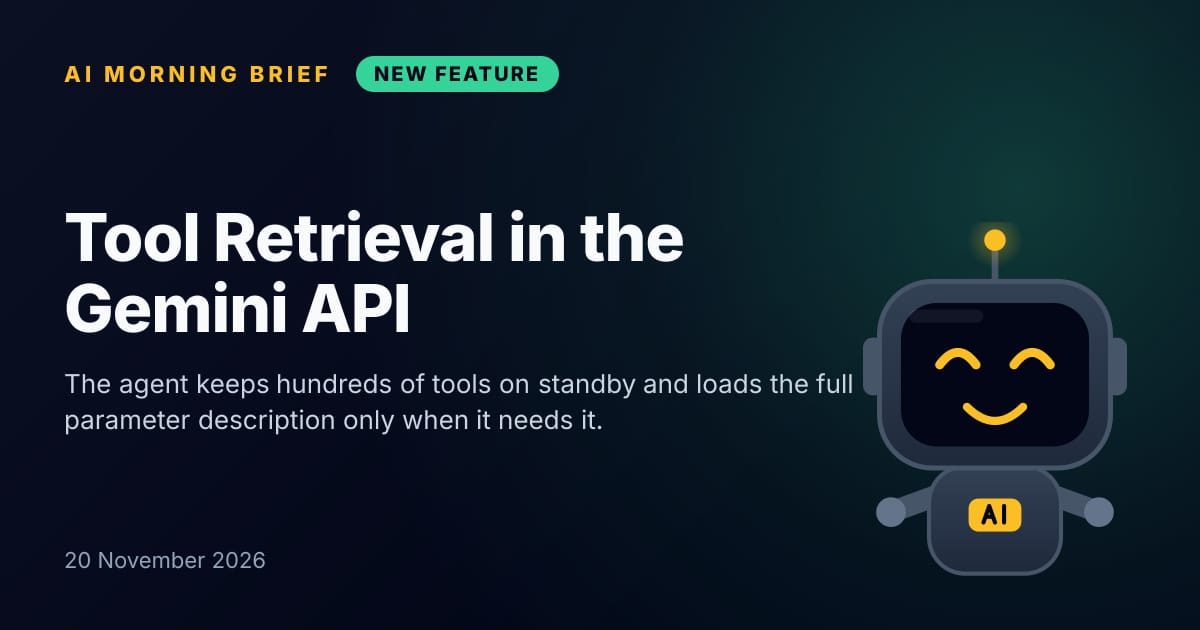 AI MORNING BRIEF NEW FEATURE
Tool Retrieval in the
Gemini API
The agent keeps hundreds of tools on standby and loads the full
parameter description only when it needs it.
AI
20 November 2026